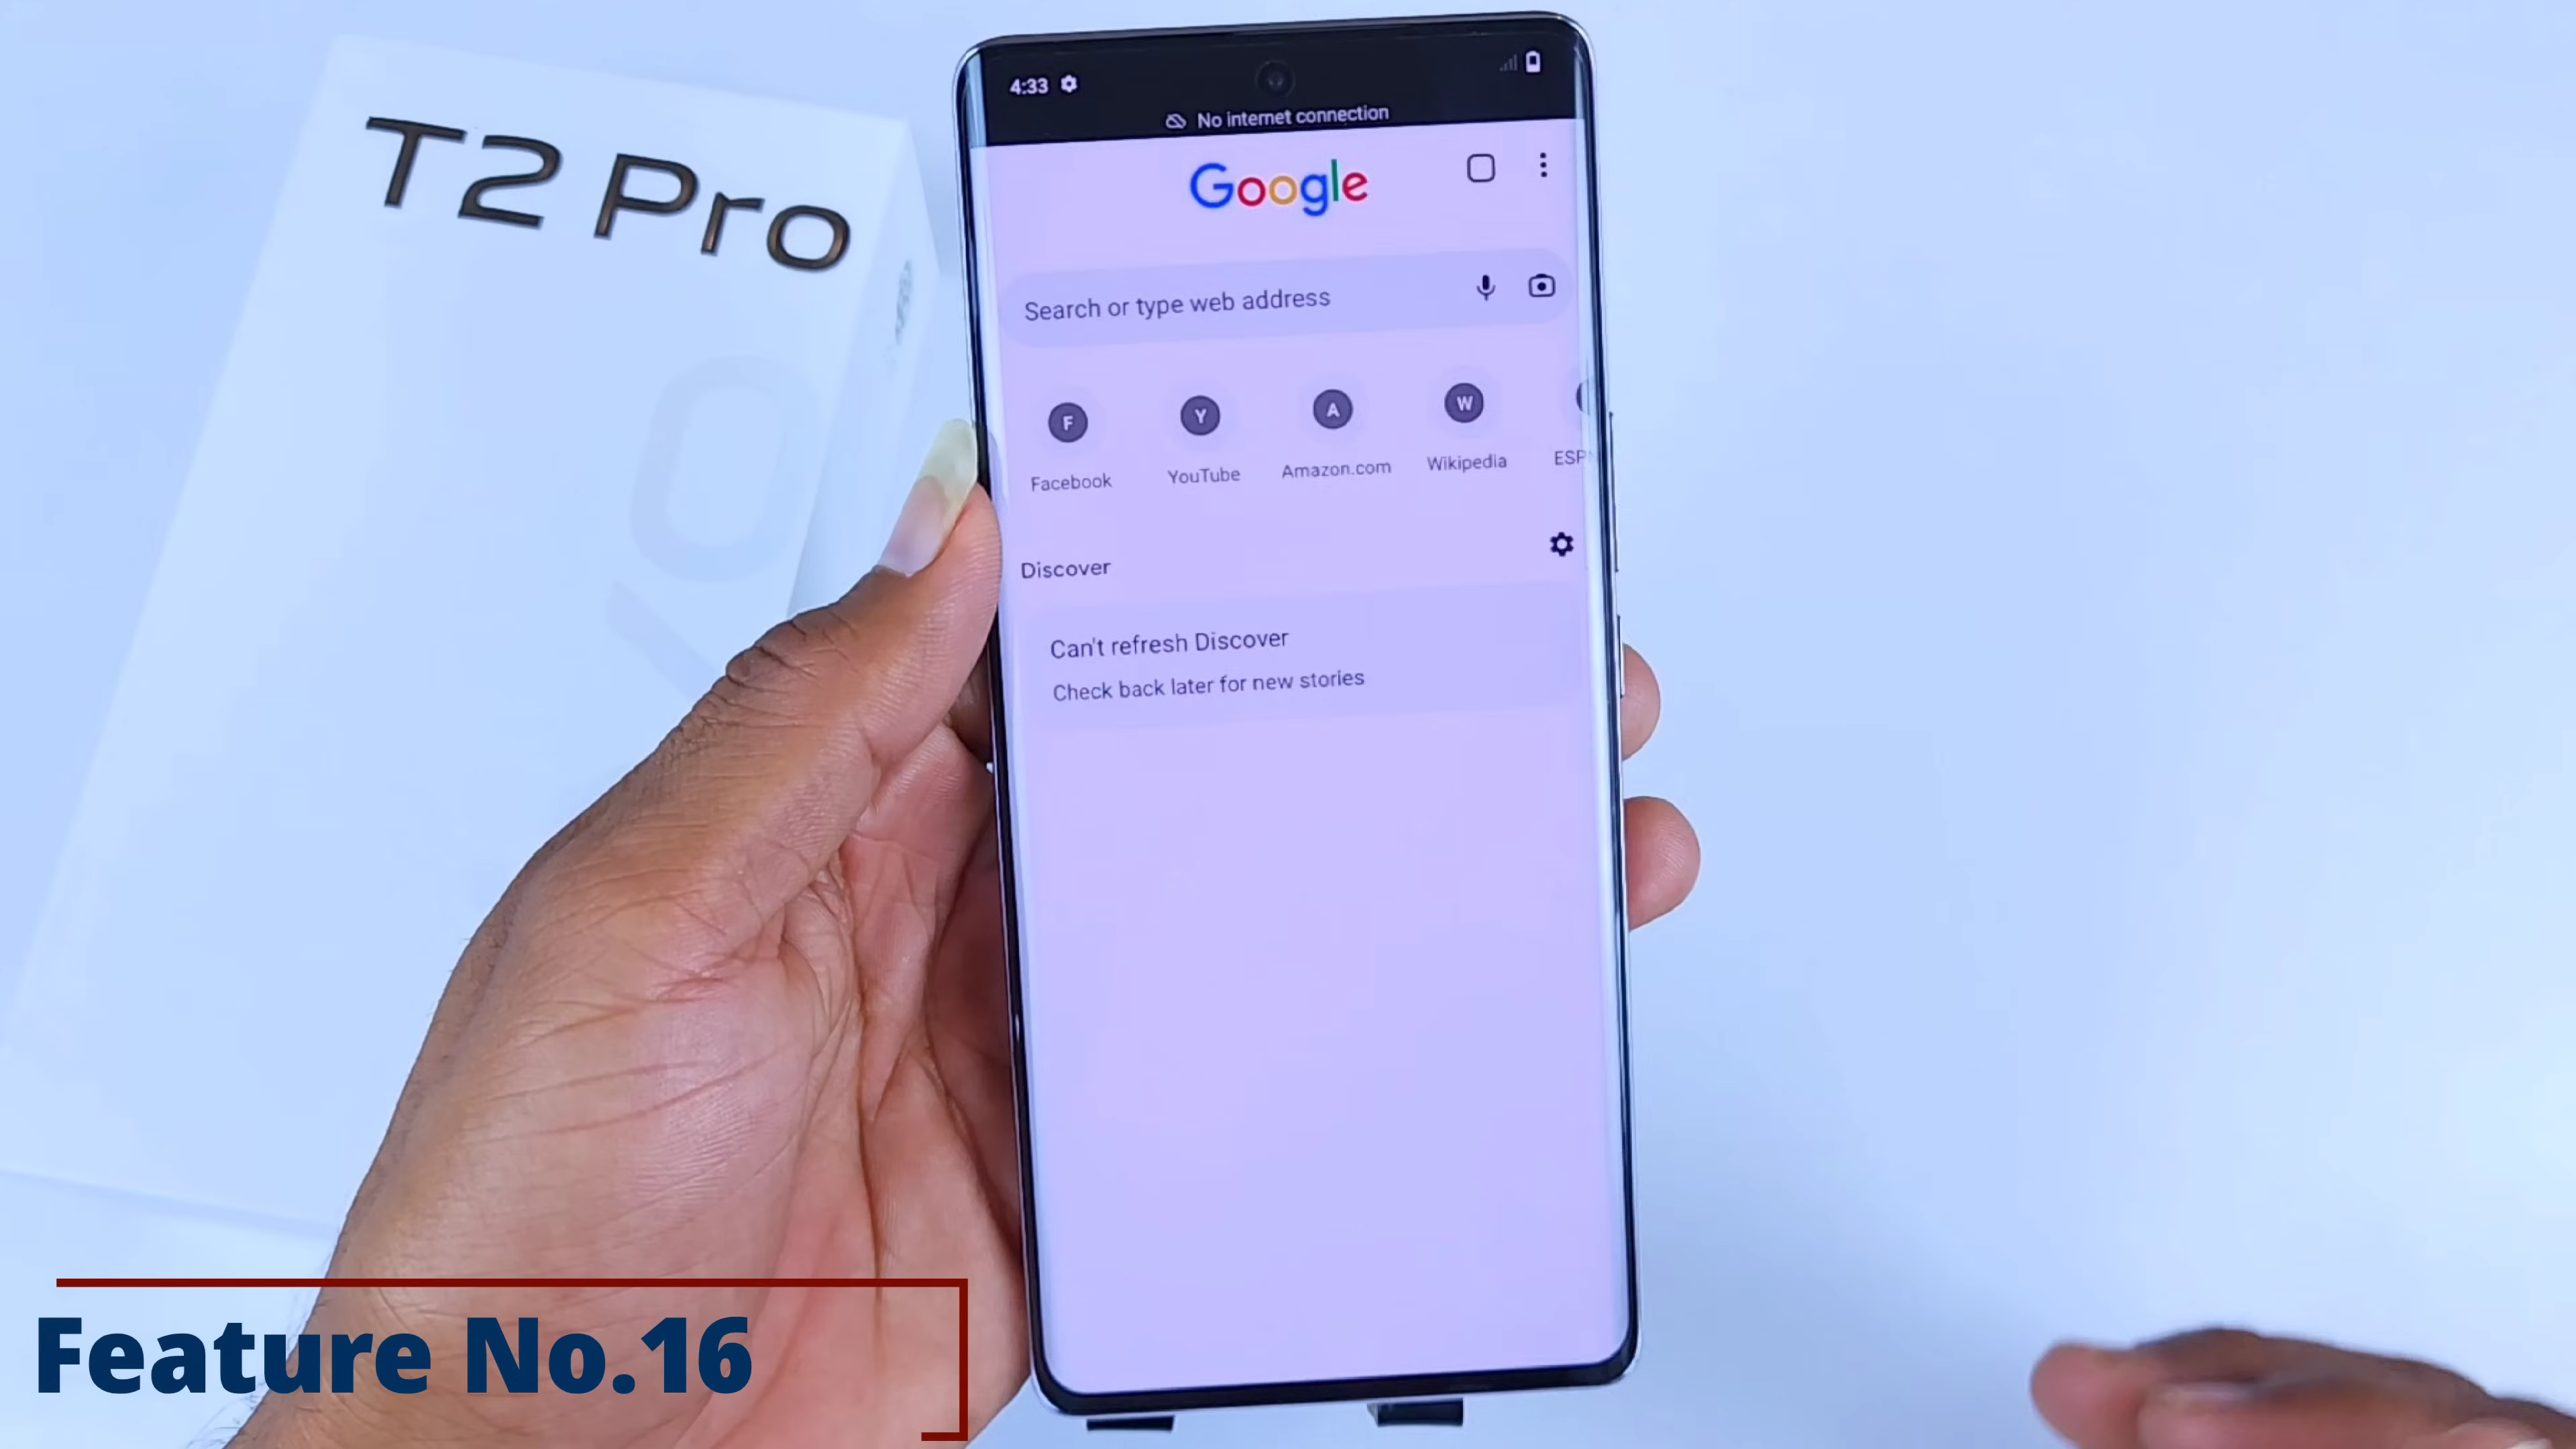 T2 Pro
4:33
No internet connection
Google
Search or type web address
F
Y
A
W
Facebook
YouTube
Amazon.com
Wikipedia
Discover
Can't refresh Discover
Check back later for new stories
Feature No.16